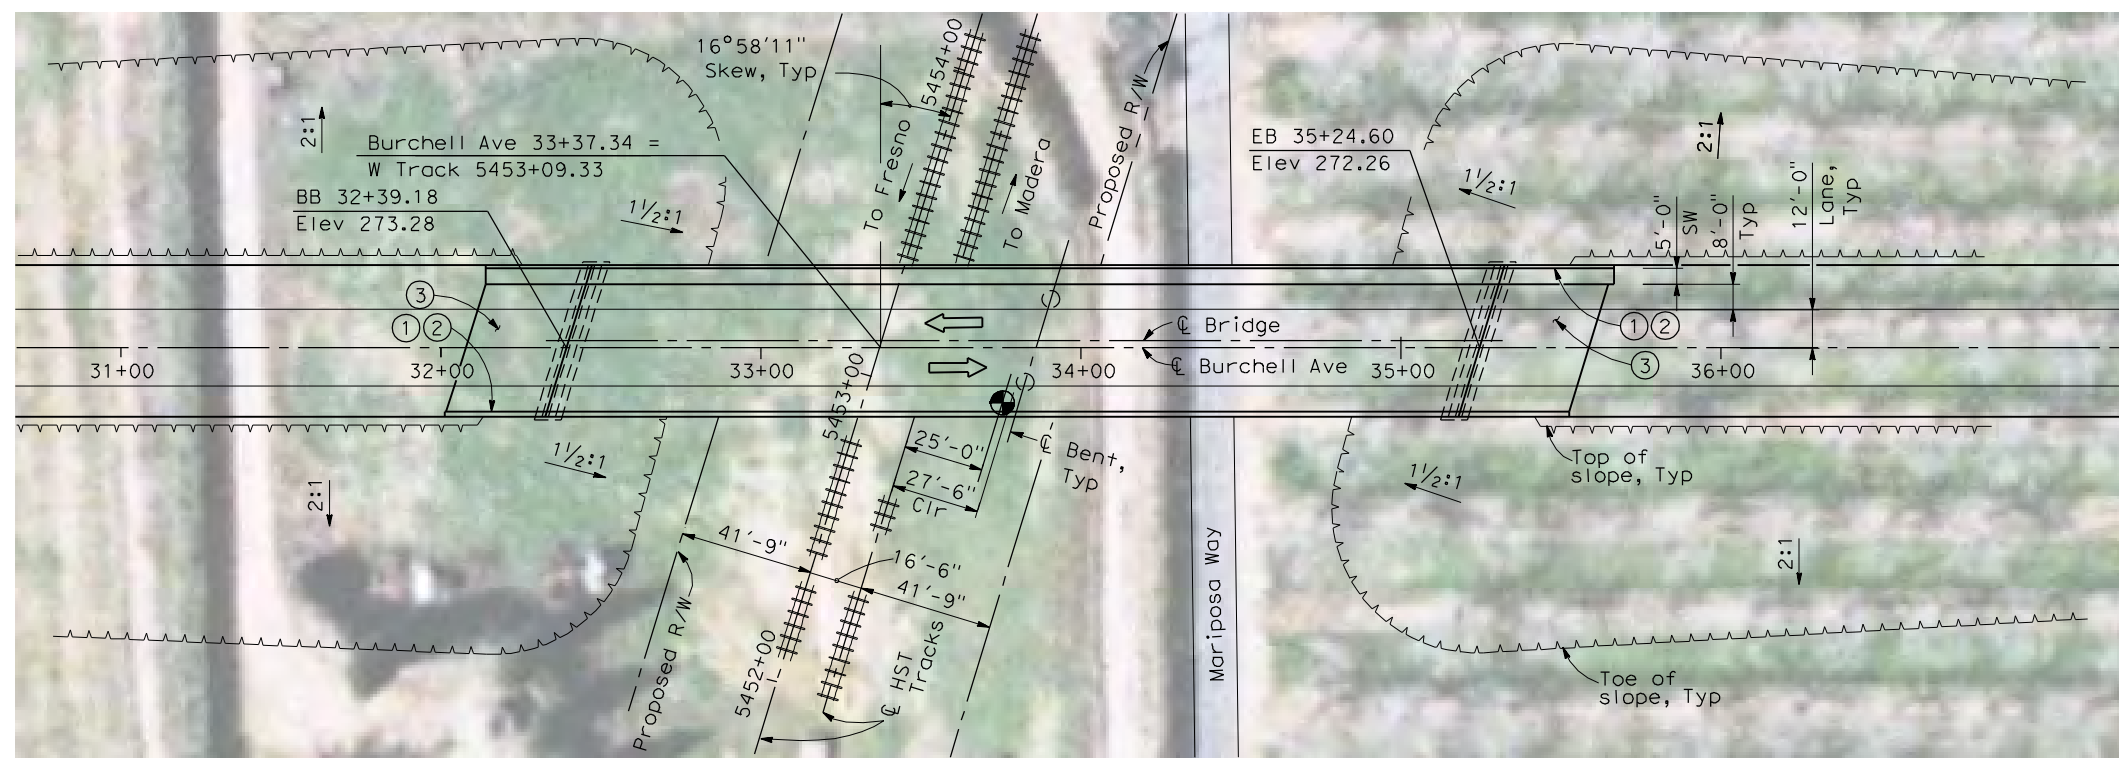 16°58'11"
Skew, Typ
5454+00
To Fresno
To Madera
Proposed R/W
2:1
Burchell Ave 33+37.34 =
W Track 5453+09.33
BB 32+39.18
Elev 273.28
1½:1
EB 35+24.60
Elev 272.26
1½:1
2:1
5'-0"
SW
8'-0"
Typ
12'-0"
Lane,
Typ
3
1 2
℄ Bridge
1 2
3
31+00
32+00
33+00
34+00
35+00
36+00
℄ Burchell Ave
5453+00
25'-0"
27'-6"
Clr
℄ Bent,
Typ
1½:1
2:1
1½:1
Top of
slope, Typ
41'-9"
16'-6"
41'-9"
Mariposa Way
2:1
Proposed R/W
5452+00
℄ HST
Tracks
Toe of
slope, Typ